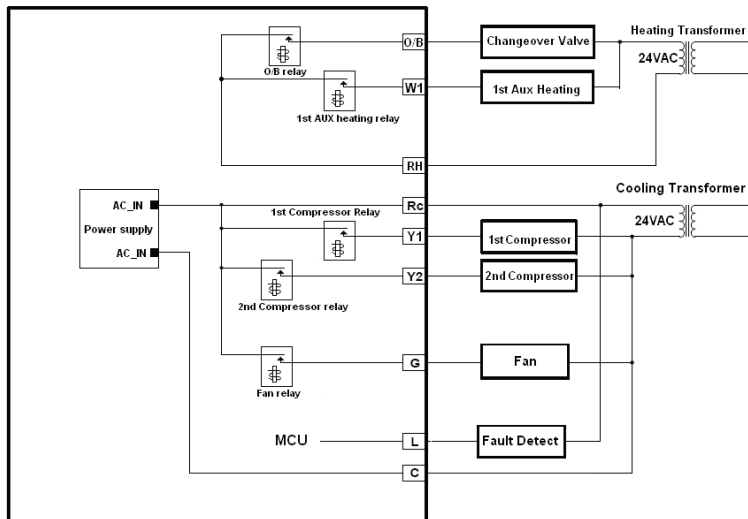 O/B
Changeover Valve
Heating Transformer
24VAC
O/B relay
W1
1st Aux Heating
1st AUX heating relay
RH
Cooling Transformer
AC_IN
Rc
1st Compressor Relay
24VAC
Power supply
Y1
1st Compressor
AC_IN
Y2
2nd Compressor
2nd Compressor relay
G
Fan
Fan relay
MCU
L
Fault Detect
C